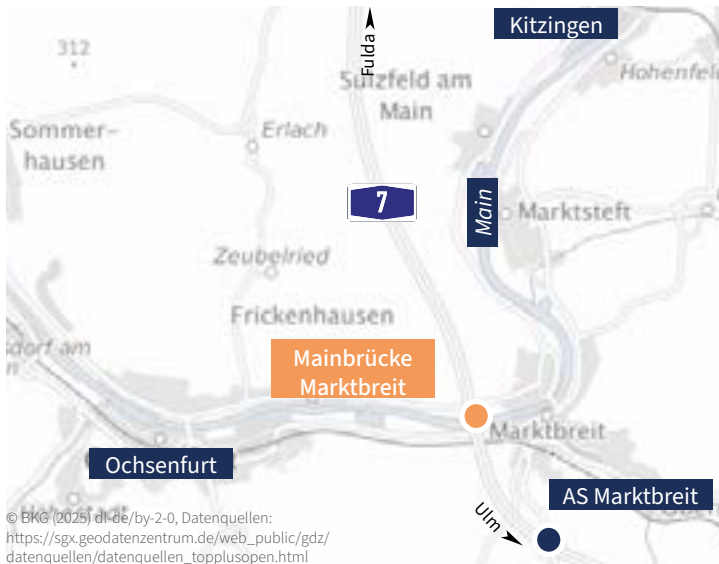 Kitzingen
Fulda
312
Hohenfeld
Sulzfeld am
Main
Sommer-
hausen
Erlach
7
Main
Marktsteft
Zeubelried
Frickenhausen
dorf am
Mainbrücke
Marktbreit
Marktbreit
Ochsenfurt
AS Marktbreit
Ulm
© BKG (2025) dl-de/by-2-0, Datenquellen:
https://sgx.geodatenzentrum.de/web_public/gdz/
datenquellen/datenquellen_topplusopen.html